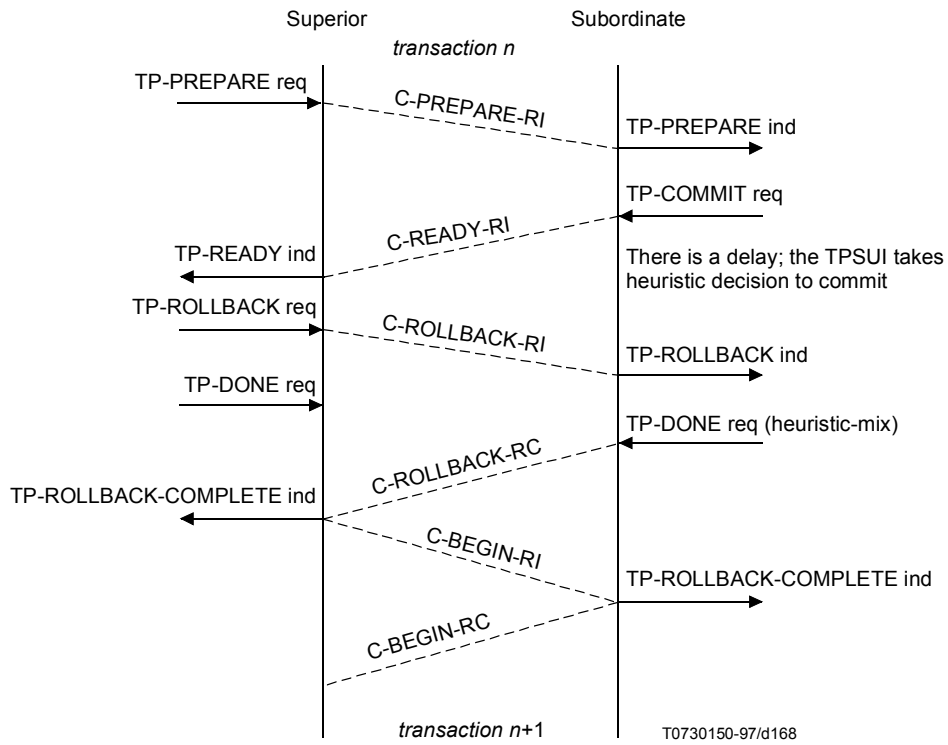 Superior
Subordinate
transaction n
TP-PREPARE req
C-PREPARE-RI
TP-PREPARE ind
TP-COMMIT req
C-READY-RI
TP-READY ind
There is a delay; the TPSUI takes
heuristic decision to commit
TP-ROLLBACK req
C-ROLLBACK-RI
TP-ROLLBACK ind
TP-DONE req
TP-DONE req (heuristic-mix)
C-ROLLBACK-RC
TP-ROLLBACK-COMPLETE ind
C-BEGIN-RI
TP-ROLLBACK-COMPLETE ind
C-BEGIN-RC
transaction n+1
T0730150-97/d168